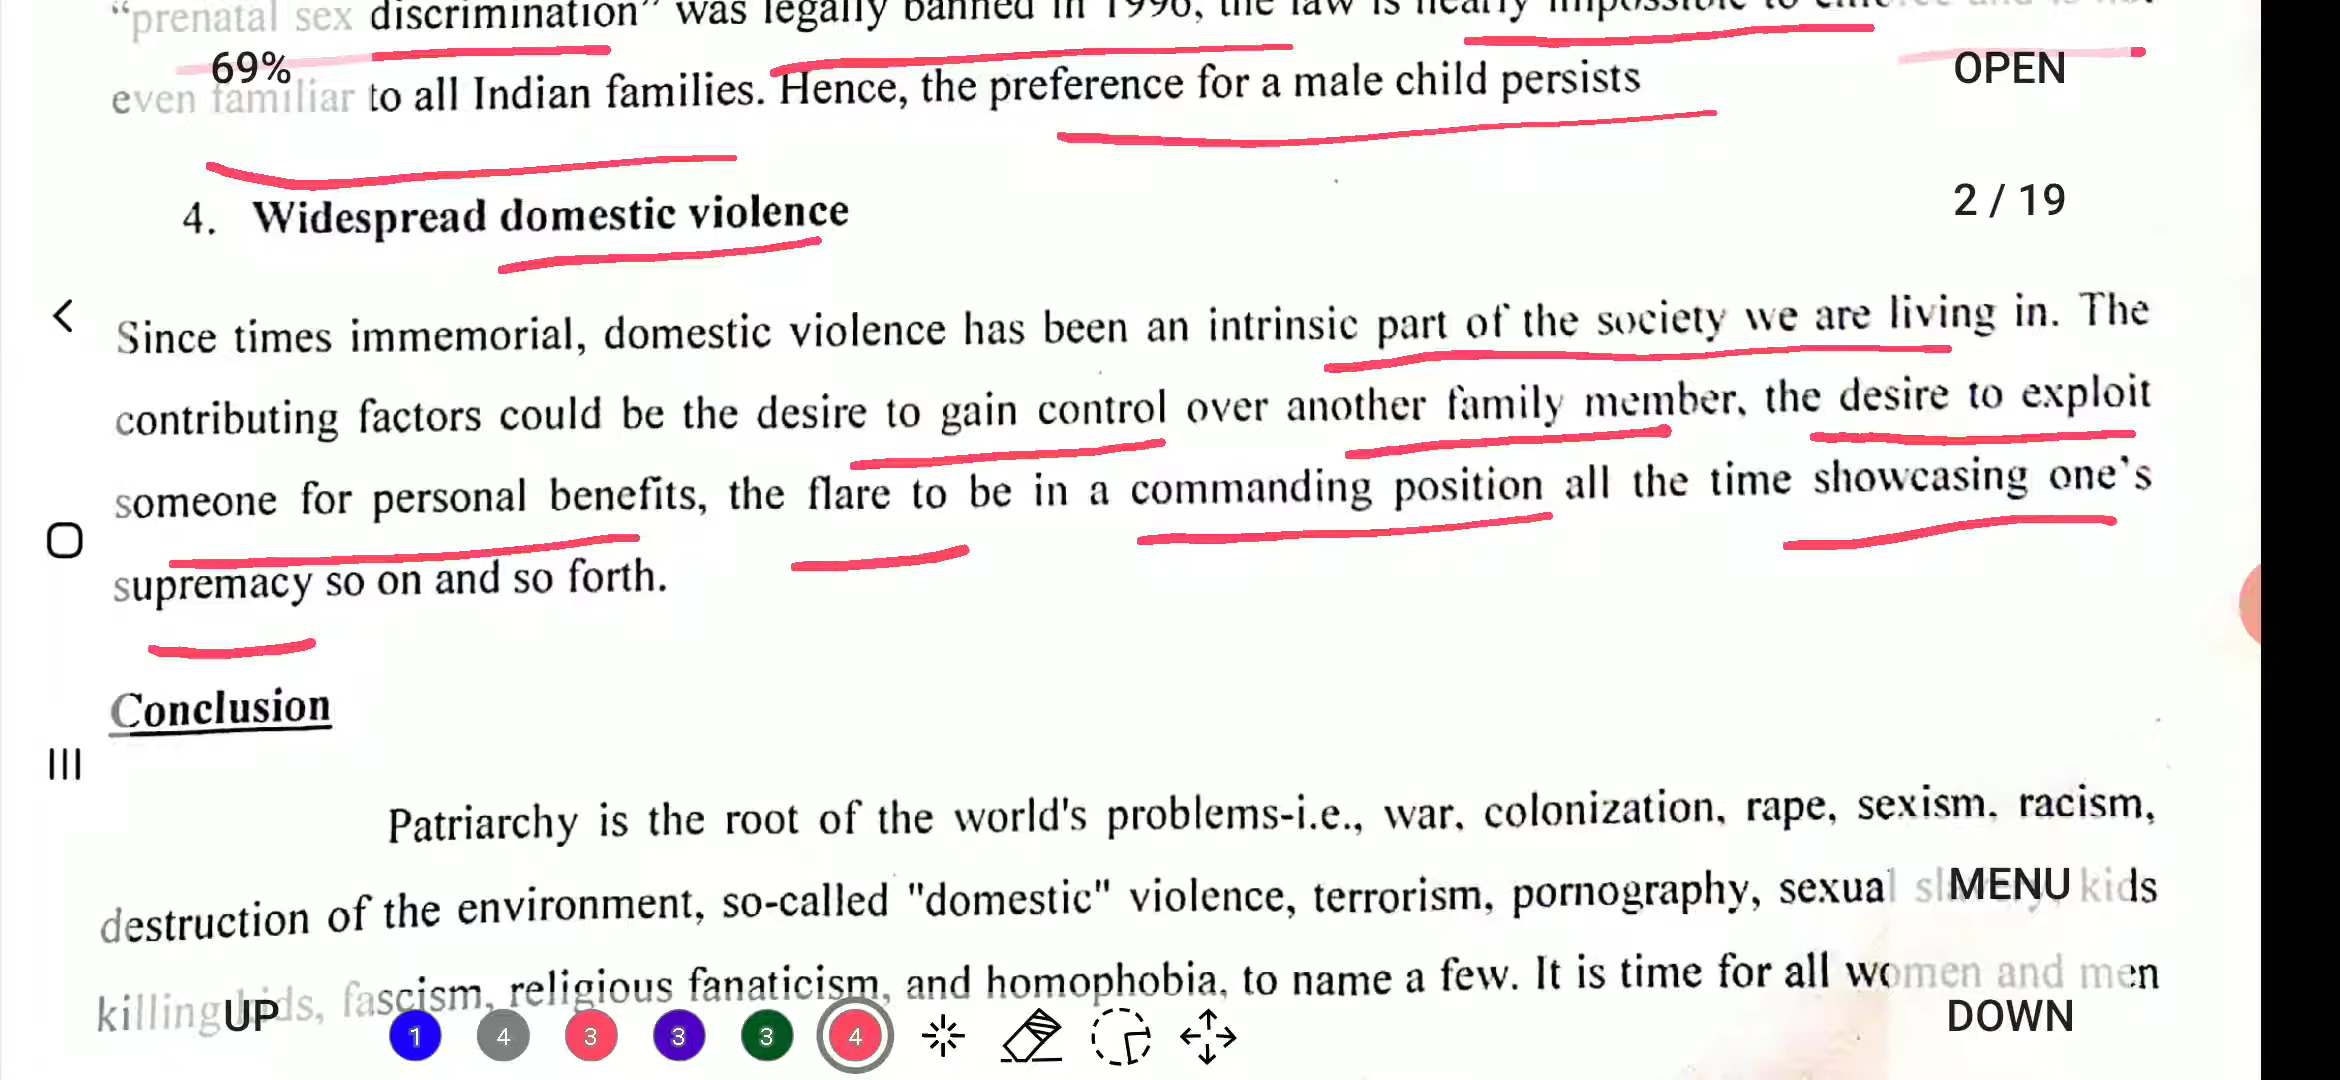 "prenatal sex discrimination" was legally banned in 1996, the law is nearly impossible to
even familiar to all Indian families. Hence, the preference for a male child persists
69%
OPEN
2 / 19
4. Widespread domestic violence
Since times immemorial, domestic violence has been an intrinsic part of the society we are living in. The
contributing factors could be the desire to gain control over another family member, the desire to exploit
someone for personal benefits, the flare to be in a commanding position all the time showcasing one's
supremacy so on and so forth.
Conclusion
Patriarchy is the root of the world's problems-i.e., war, colonization, rape, sexism, racism,
destruction of the environment, so-called "domestic" violence, terrorism, pornography, sexual kids
MENU
killing kids, fascism, religious fanaticism, and homophobia, to name a few. It is time for all women and men
UP
DOWN
1 4 3 3 3 4